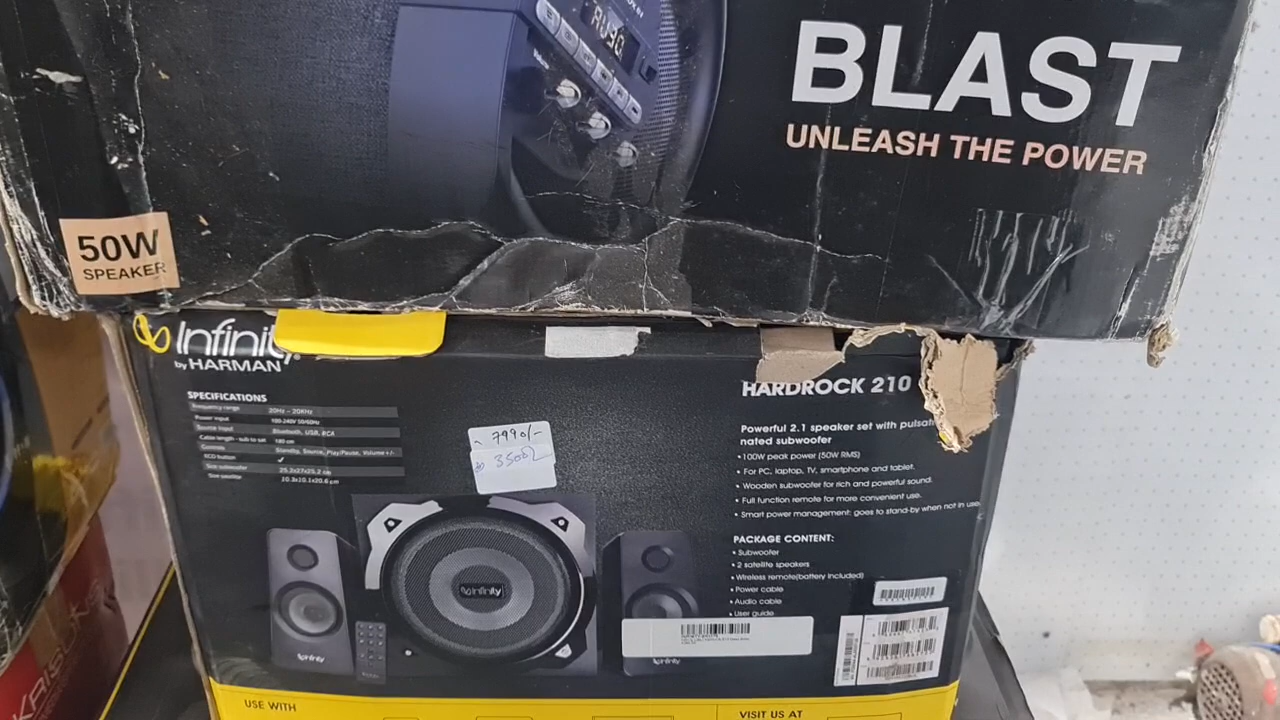 BLAST
UNLEASH THE POWER
50W
SPEAKER
Infinity
by HARMAN
SPECIFICATIONS
Frequency range 20Hz – 20KHz
Power input 100-240V 50/60Hz
Source input Bluetooth, USB, RCA
Cable length - sub to sat 180 cm
Controls Standby, Source, Play/Pause, Volume +/-
ECO button ✓
Size subwoofer 25.2x27x25.2 cm
Size satellite 10.3x10.1x20.6 cm
7990/-
HARDROCK 210
Powerful 2.1 speaker set with
nated subwoofer
• 100W peak power (50W RMS)
• For PC, laptop, TV, smartphone and tablet.
• Wooden subwoofer for rich and powerful sound.
• Full function remote for more convenient use.
• Smart power management: goes to stand-by when not in use
PACKAGE CONTENT:
• Subwoofer
• 2 satellite speakers
• Wireless remote(battery included)
• Power cable
• Audio cable
• User guide
Infinity
Infinity
Infinity
USE WITH
VISIT US AT